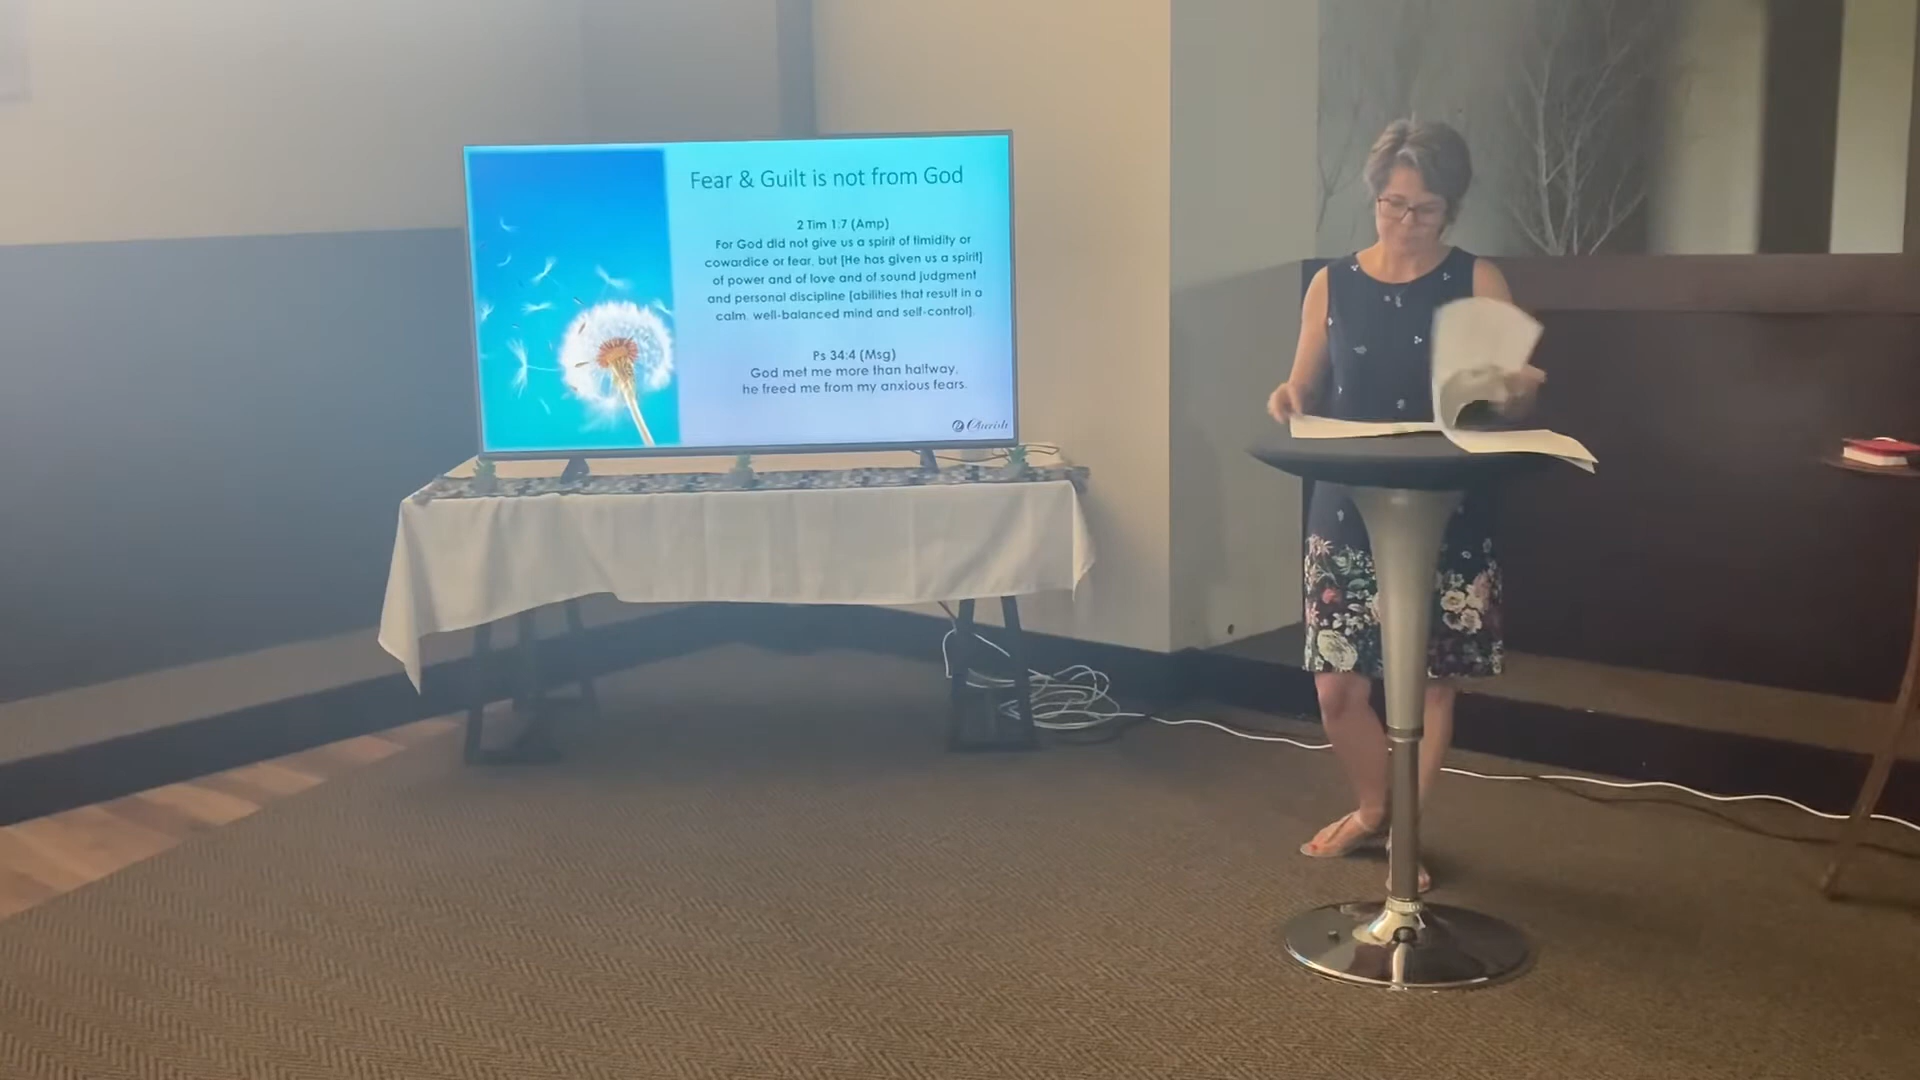 Fear & Guilt is not from God
2 Tim 1:7 (Amp)
For God did not give us a spirit of timidity or
cowardice or fear, but [He has given us a spirit]
of power and of love and of sound judgment
and personal discipline [abilities that result in a
calm, well-balanced mind and self-control].
Ps 34:4 (Msg)
God met me more than halfway,
he freed me from my anxious fears.
Cherish